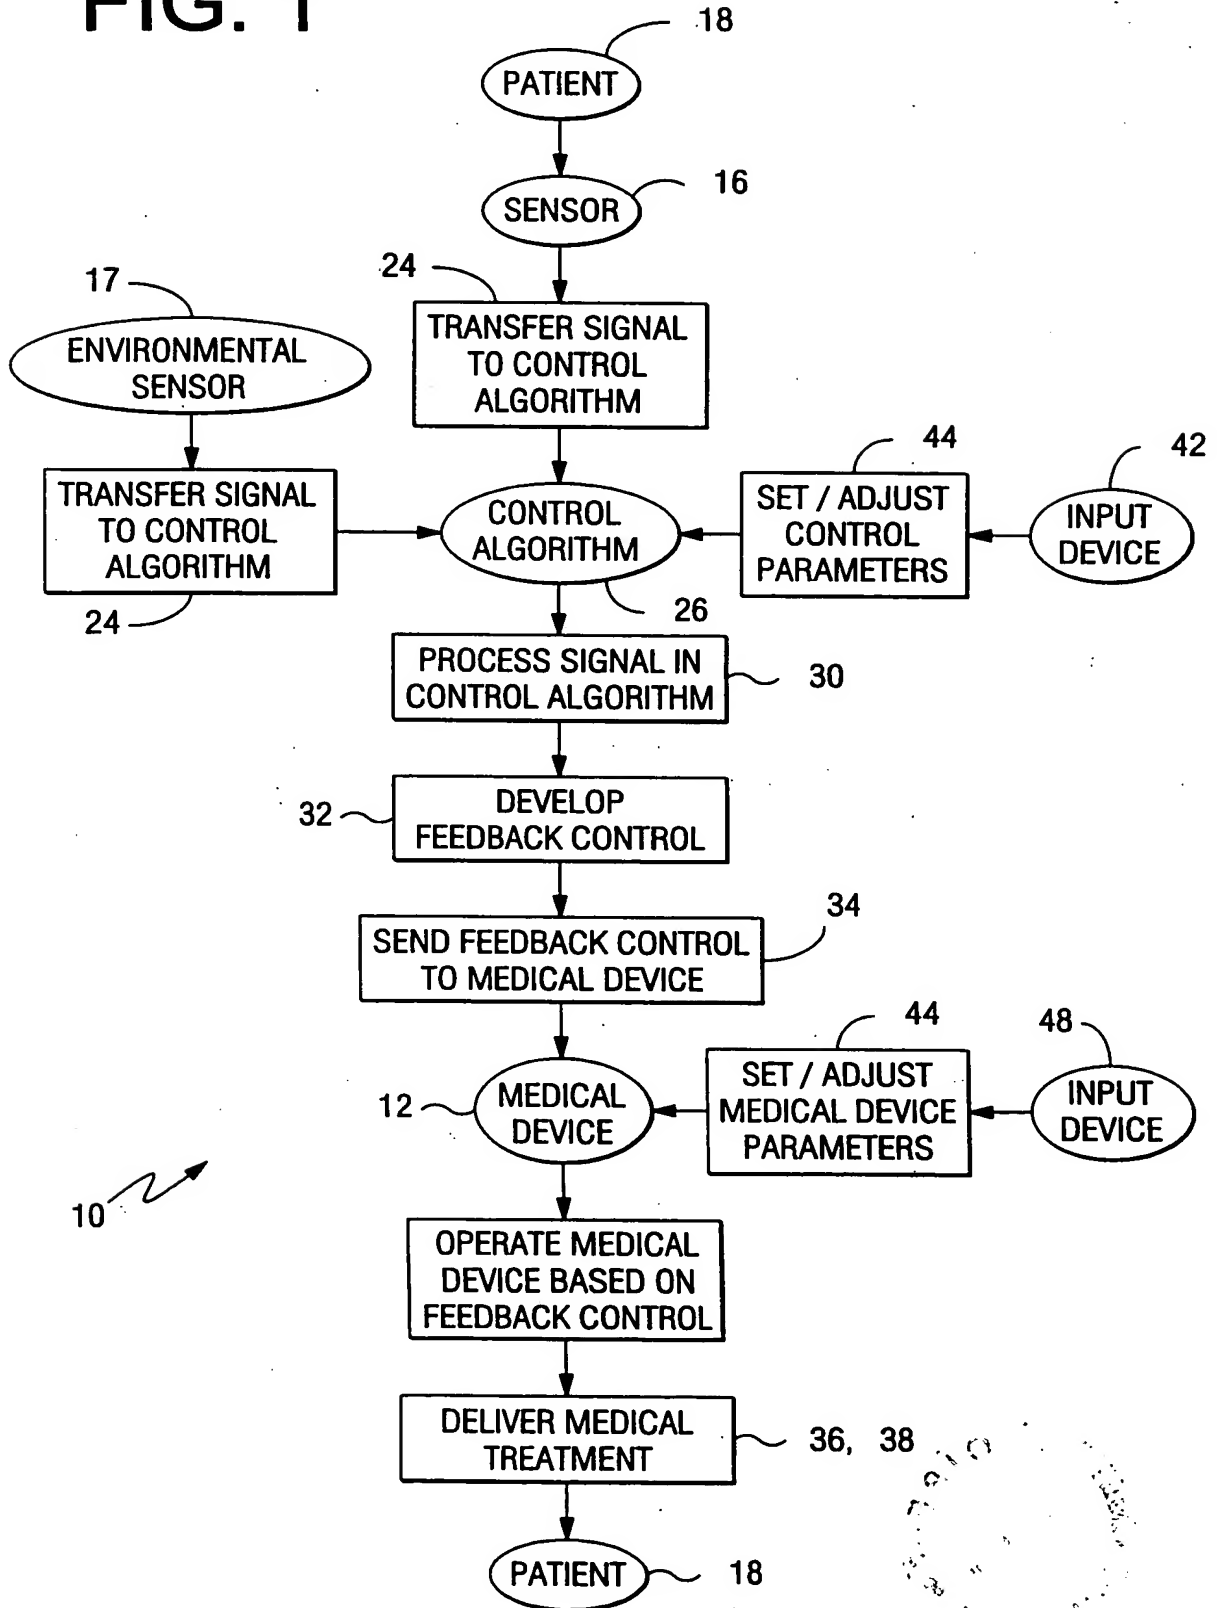 FIG. 1
18
PATIENT
16
SENSOR
24
TRANSFER SIGNAL
TO CONTROL
ALGORITHM
17
ENVIRONMENTAL
SENSOR
TRANSFER SIGNAL
TO CONTROL
ALGORITHM
24
CONTROL
ALGORITHM
26
44
SET / ADJUST
CONTROL
PARAMETERS
42
INPUT
DEVICE
PROCESS SIGNAL IN
CONTROL ALGORITHM
30
32
DEVELOP
FEEDBACK CONTROL
34
SEND FEEDBACK CONTROL
TO MEDICAL DEVICE
12
MEDICAL
DEVICE
44
SET / ADJUST
MEDICAL DEVICE
PARAMETERS
48
INPUT
DEVICE
10
OPERATE MEDICAL
DEVICE BASED ON
FEEDBACK CONTROL
DELIVER MEDICAL
TREATMENT
36, 38
PATIENT
18